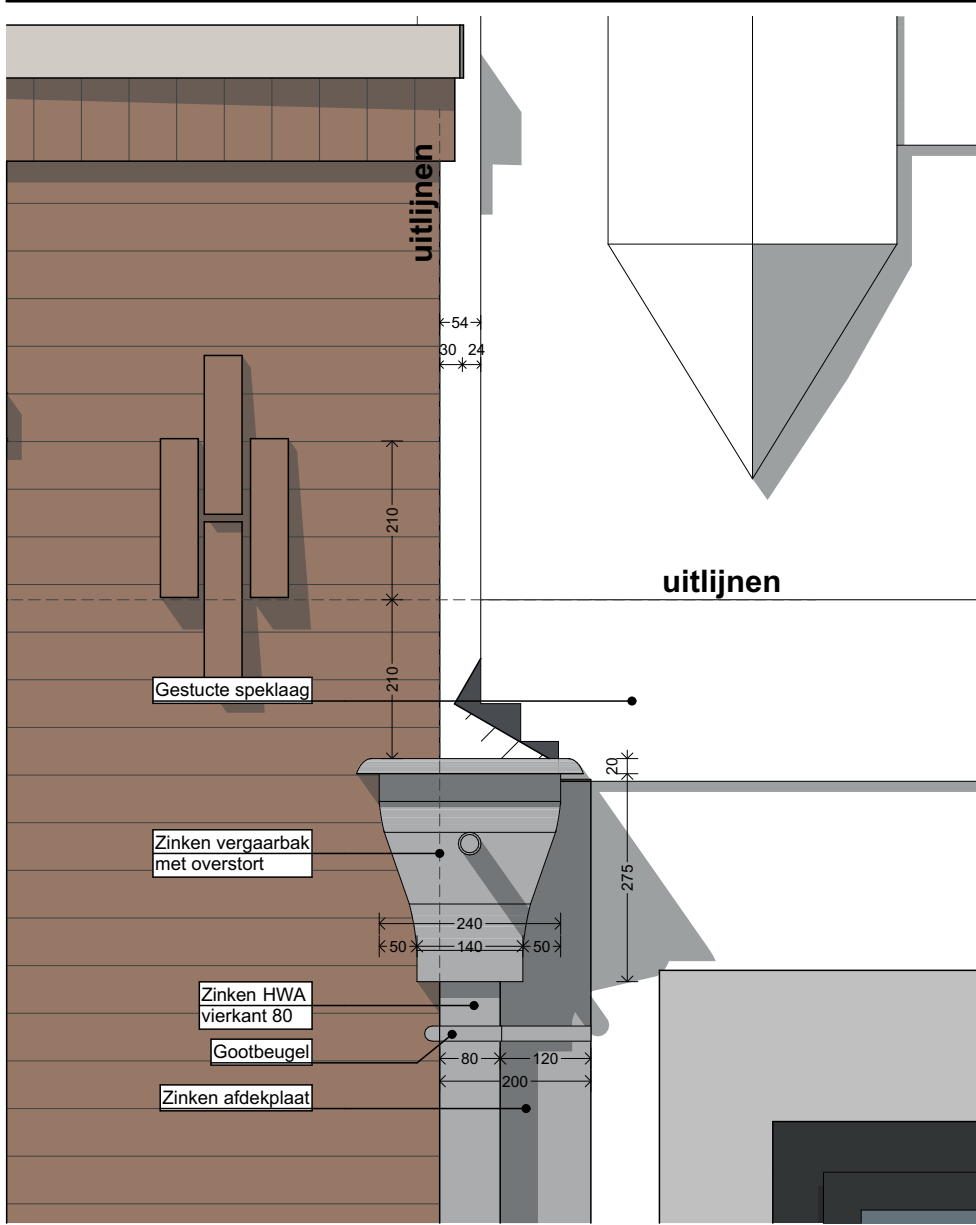 uitlijnen
54
30 24
210
uitlijnen
210
Gestucte speklaag
20
Zinken vergaarbak
met overstort
275
240
50 140 50
Zinken HWA
vierkant 80
Gootbeugel
80 120
200
Zinken afdekplaat